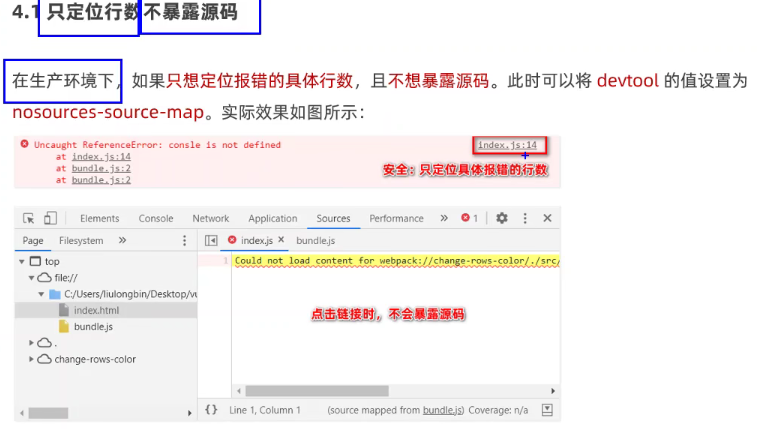 4.1 只定位行数不暴露源码
在生产环境下，如果只想定位报错的具体行数，且不想暴露源码。此时可以将 devtool 的值设置为
nosources-source-map。实际效果如图所示：
Uncaught ReferenceError: consle is not defined index.js:14
at index.js:14
at bundle.js:2
at bundle.js:2
安全：只定位具体报错的行数
Elements Console Network Application Sources Performance » 1
Page Filesystem » index.js × bundle.js
top
file://
C:/Users/liulongbin/Desktop/vu
index.html
bundle.js
.
change-rows-color
1 Could not load content for webpack://change-rows-color/./src/
点击链接时，不会暴露源码
{} Line 1, Column 1 (source mapped from bundle.js) Coverage: n/a